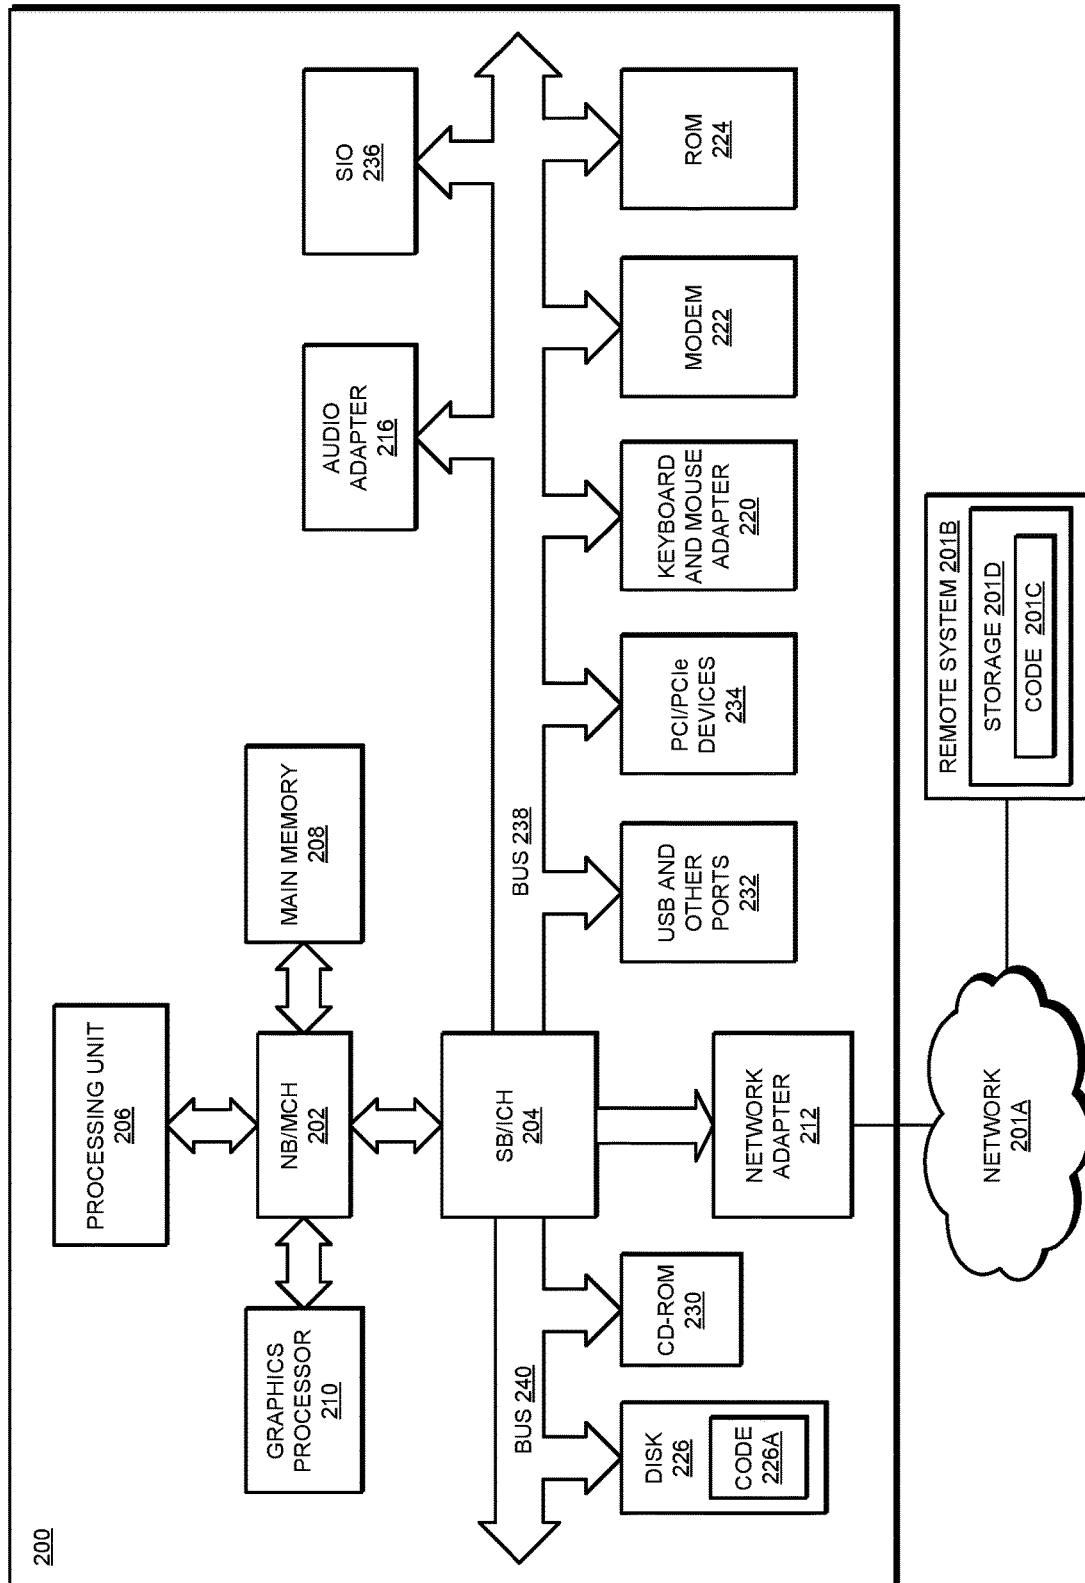 200
PROCESSING UNIT
206
GRAPHICS
PROCESSOR
210
NB/MCH
202
MAIN MEMORY
208
AUDIO
ADAPTER
216
SIO
236
SB/ICH
204
BUS 240
BUS 238
DISK
226
CODE
226A
CD-ROM
230
NETWORK
ADAPTER
212
USB AND
OTHER
PORTS
232
PCI/PCIe
DEVICES
234
KEYBOARD
AND MOUSE
ADAPTER
220
MODEM
222
ROM
224
NETWORK
201A
REMOTE SYSTEM 201B
STORAGE 201D
CODE 201C